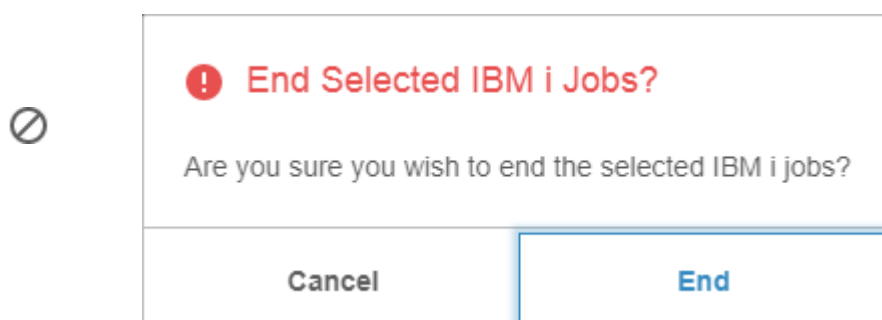 End Selected IBM i Jobs?
Are you sure you wish to end the selected IBM i jobs?
Cancel
End